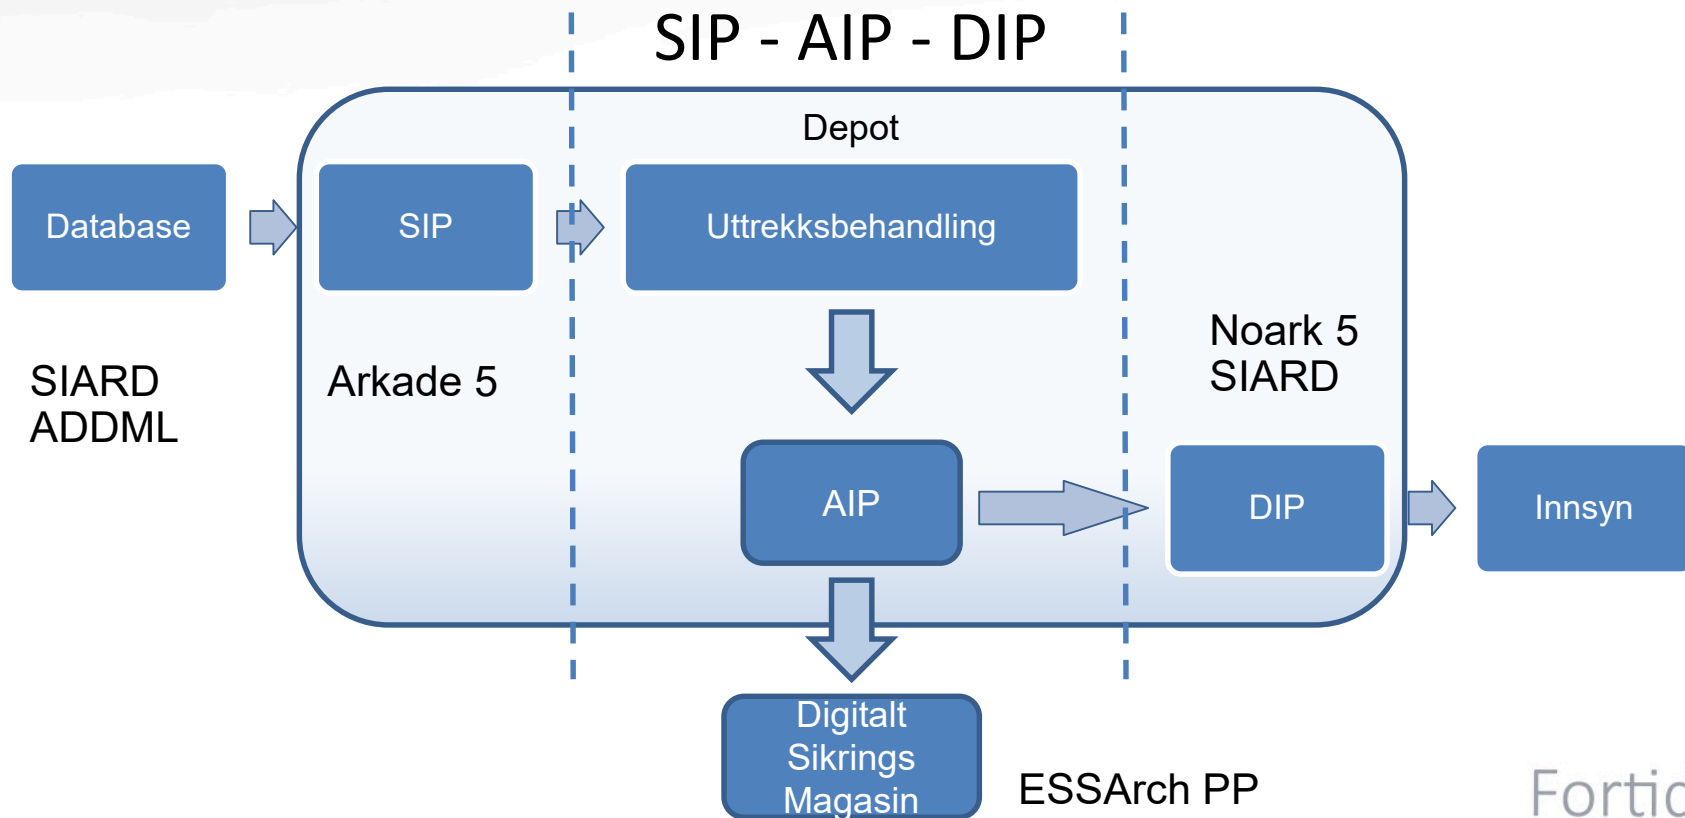 SIP - AIP - DIP
Depot
Database
SIP
Uttrekksbehandling
SIARD
ADDML
Arkade 5
Noark 5
SIARD
AIP
DIP
Innsyn
Digitalt
Sikrings
Magasin
ESSArch PP